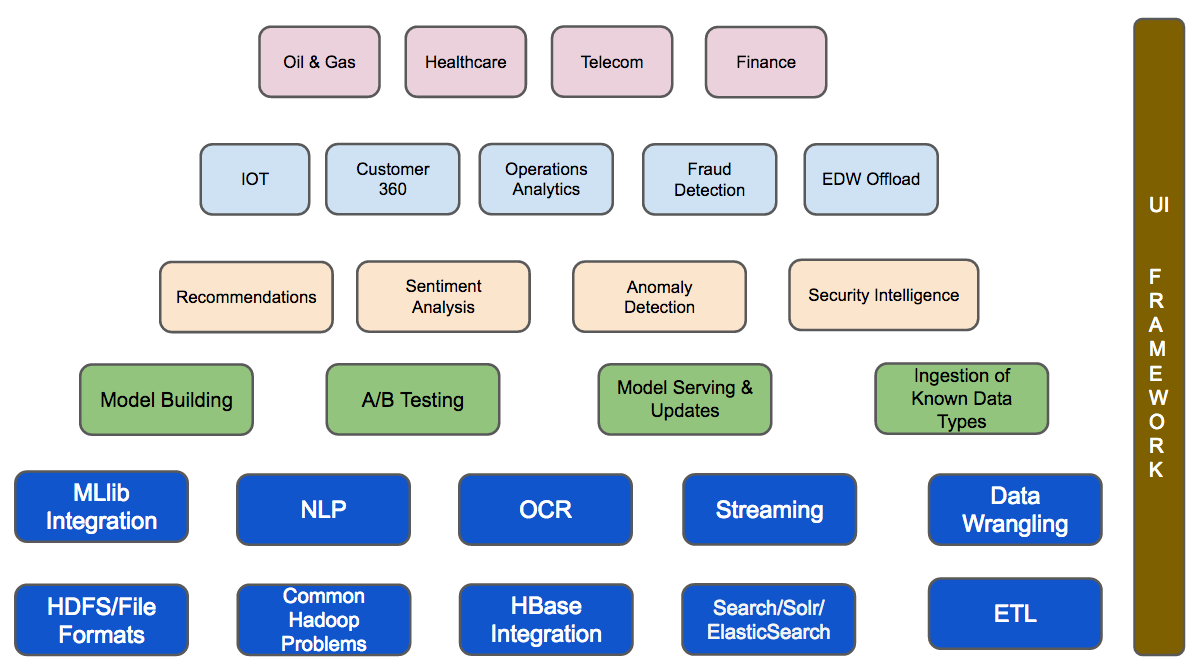 Oil & Gas
Healthcare
Telecom
Finance
IOT
Customer
360
Operations
Analytics
Fraud
Detection
EDW Offload
Recommendations
Sentiment
Analysis
Anomaly
Detection
Security Intelligence
Model Building
A/B Testing
Model Serving &
Updates
Ingestion of
Known Data
Types
MLlib
Integration
NLP
OCR
Streaming
Data
Wrangling
HDFS/File
Formats
Common
Hadoop
Problems
HBase
Integration
Search/Solr/
ElasticSearch
ETL
UI
F
R
A
M
E
W
O
R
K